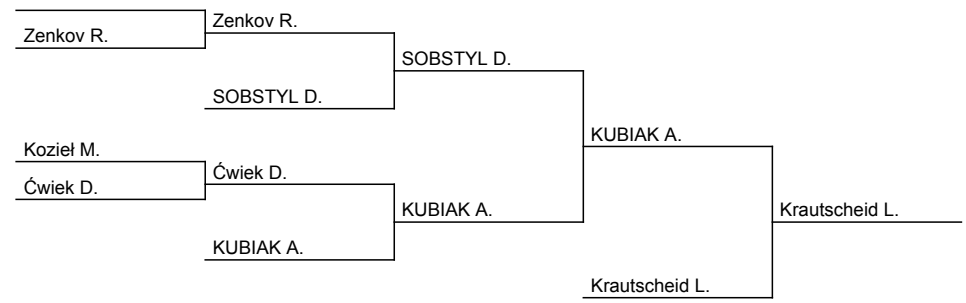 Zenkov R.
Zenkov R.
SOBSTYL D.
SOBSTYL D.
KUBIAK A.
Kozieł M.
Ćwiek D.
Ćwiek D.
KUBIAK A.
Krautscheid L.
KUBIAK A.
Krautscheid L.